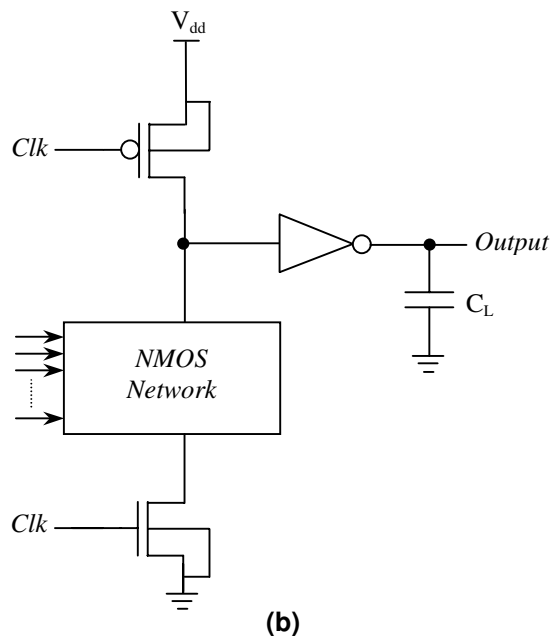 V_dd
Clk
Output
C_L
NMOS
Network
Clk
(b)